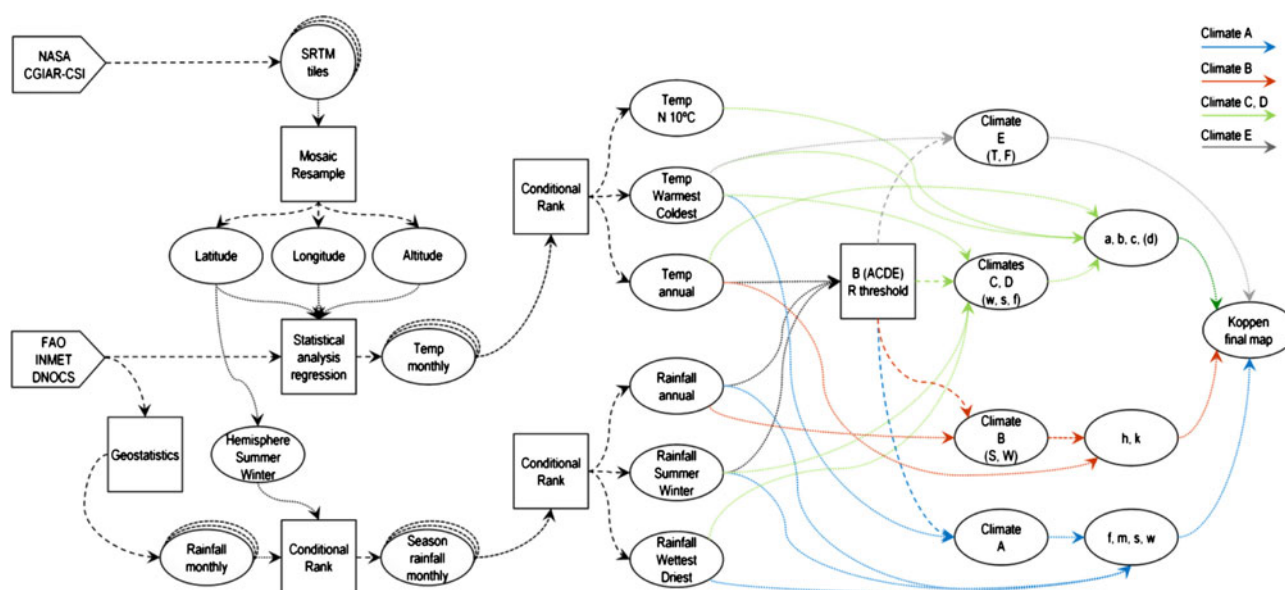 NASA
CGIAR-CSI
SRTM
tiles
Mosaic
Resample
Latitude
Longitude
Altitude
FAO
INMET
DNOCS
Statistical
analysis
regression
Temp
monthly
Geostatistics
Hemisphere
Summer
Winter
Rainfall
monthly
Conditional
Rank
Season
rainfall
monthly
Conditional
Rank
Conditional
Rank
Temp
N 10ºC
Temp
Warmest
Coldest
Temp
annual
Rainfall
annual
Rainfall
Summer
Winter
Rainfall
Wettest
Driest
B (ACDE)
R threshold
Climate
E
(T, F)
Climates
C, D
(w, s, f)
Climate
B
(S, W)
Climate
A
a, b, c, (d)
h, k
f, m, s, w
Koppen
final map
Climate A
Climate B
Climate C, D
Climate E